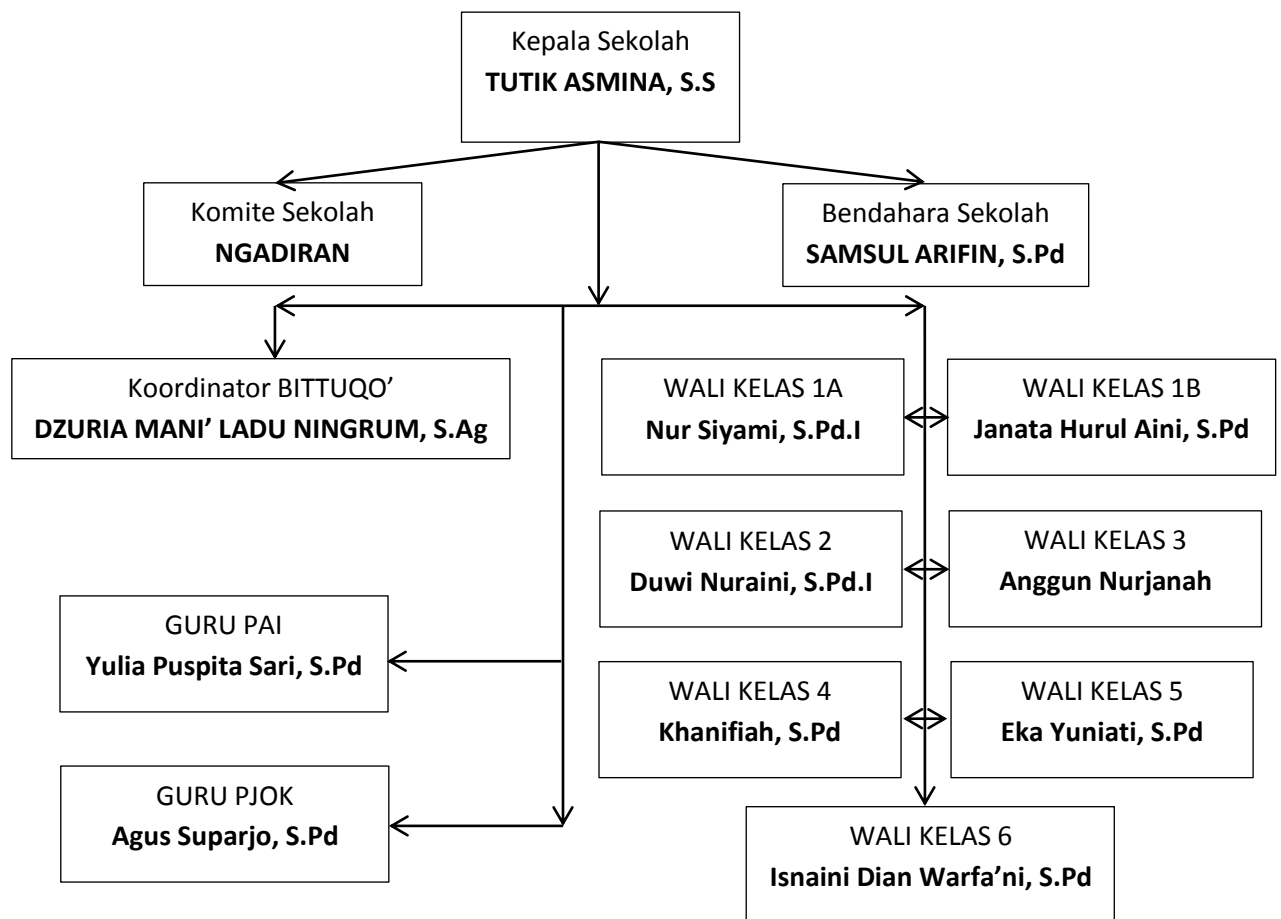 Kepala Sekolah
TUTIK ASMINA, S.S
Komite Sekolah
NGADIRAN
Bendahara Sekolah
SAMSUL ARIFIN, S.Pd
Koordinator BITTUQO’
DZURIA MANI’ LADU NINGRUM, S.Ag
WALI KELAS 1A
Nur Siyami, S.Pd.I
WALI KELAS 1B
Janata Hurul Aini, S.Pd
WALI KELAS 2
Duwi Nuraini, S.Pd.I
WALI KELAS 3
Anggun Nurjanah
GURU PAI
Yulia Puspita Sari, S.Pd
WALI KELAS 4
Khanifiah, S.Pd
WALI KELAS 5
Eka Yuniati, S.Pd
GURU PJOK
Agus Suparjo, S.Pd
WALI KELAS 6
Isnaini Dian Warfa’ni, S.Pd